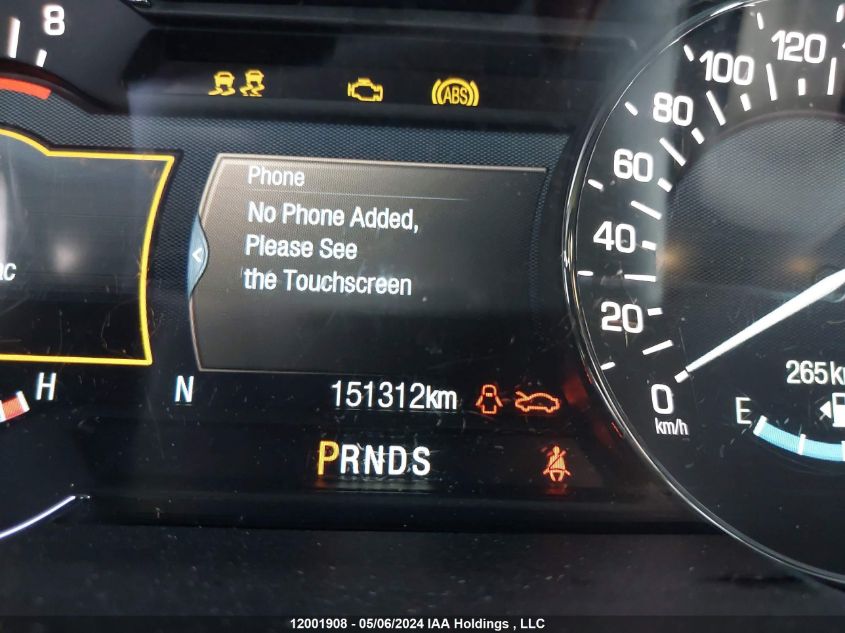 8
ABS
Phone
No Phone Added,
Please See
the Touchscreen
H
N
151312km
PRNDS
120
100
80
60
40
20
0
km/h
265km
E
12001908 - 05/06/2024 IAA Holdings , LLC